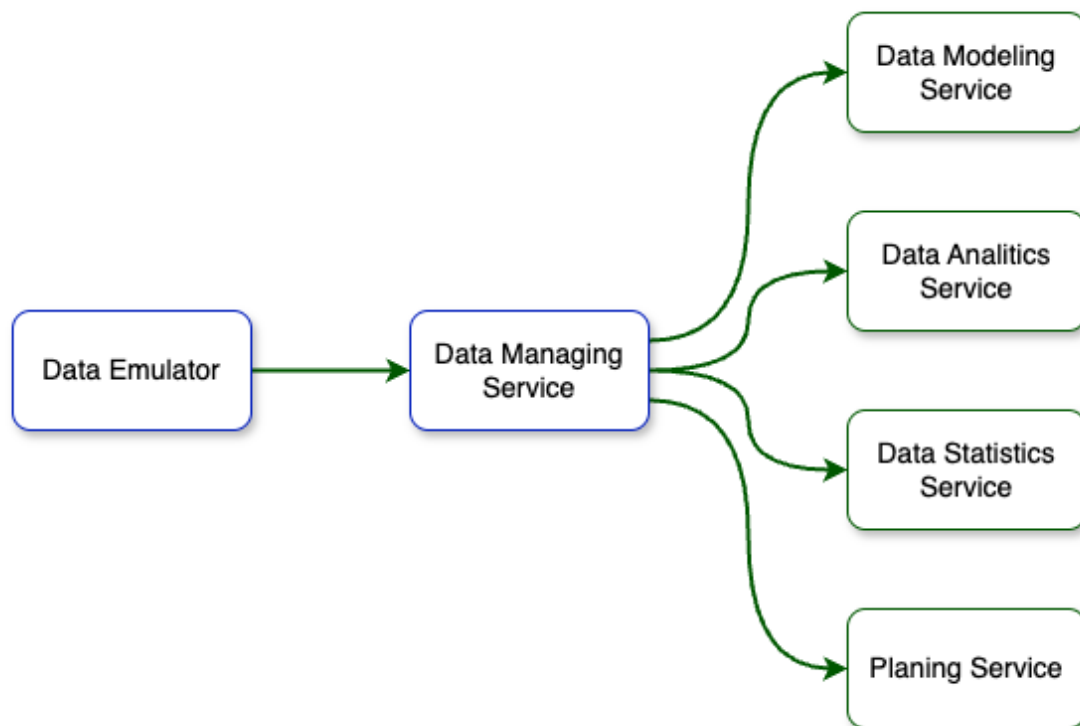 Data Modeling
Service
Data Analitics
Service
Data Emulator
Data Managing
Service
Data Statistics
Service
Planing Service